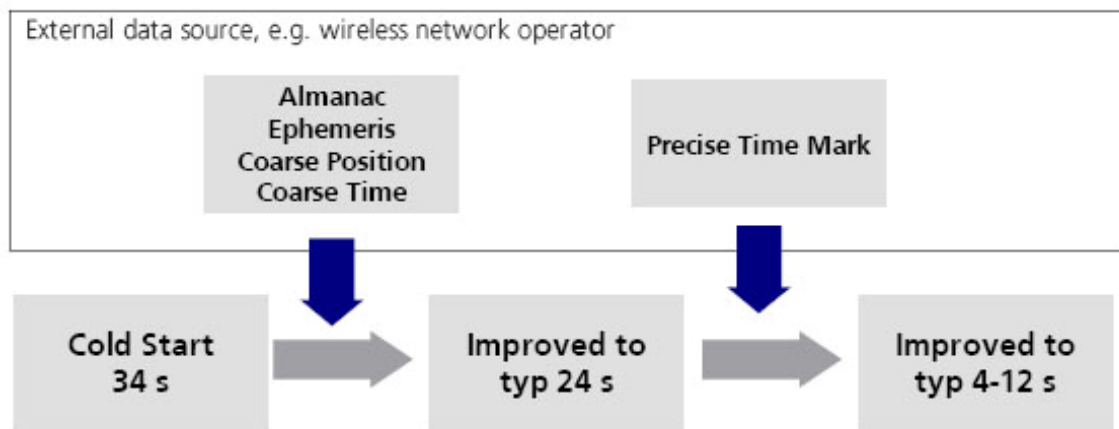 External data source, e.g. wireless network operator
Almanac
Ephemeris
Coarse Position
Coarse Time
Precise Time Mark
Cold Start
34 s
Improved to
typ 24 s
Improved to
typ 4-12 s